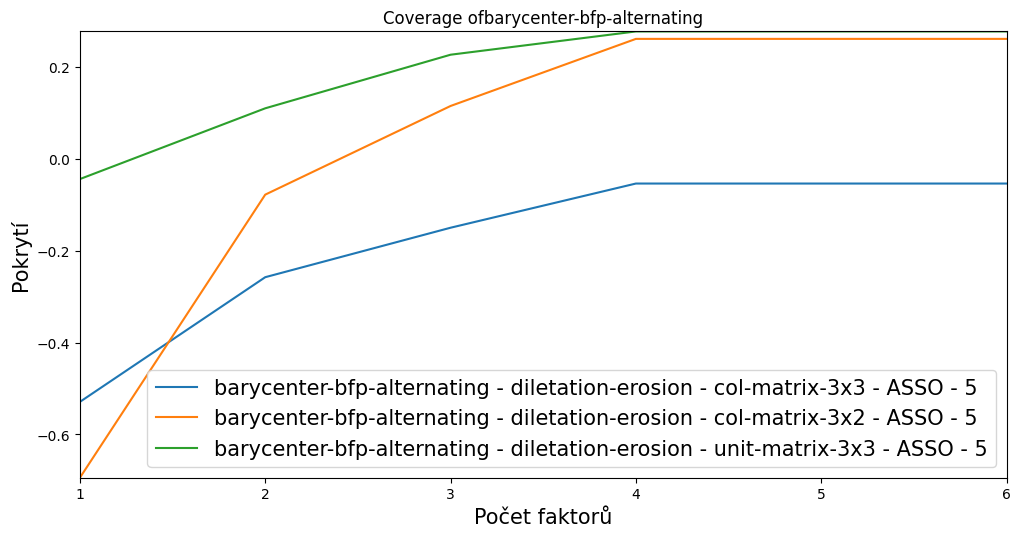 Coverage ofbarycenter-bfp-alternating
Pokrytí
0.2
0.0
−0.2
−0.4
−0.6
barycenter-bfp-alternating - diletation-erosion - col-matrix-3x3 - ASSO - 5
barycenter-bfp-alternating - diletation-erosion - col-matrix-3x2 - ASSO - 5
barycenter-bfp-alternating - diletation-erosion - unit-matrix-3x3 - ASSO - 5
1 2 3 4 5 6
Počet faktorů